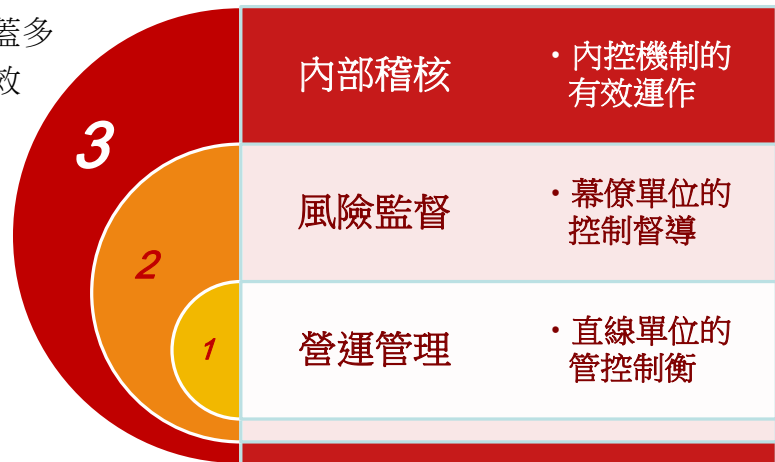 蓋多
效
3
內部稽核
・內控機制的
有效運作
2
風險監督
・幕僚單位的
控制督導
1
營運管理
・直線單位的
管控制衡